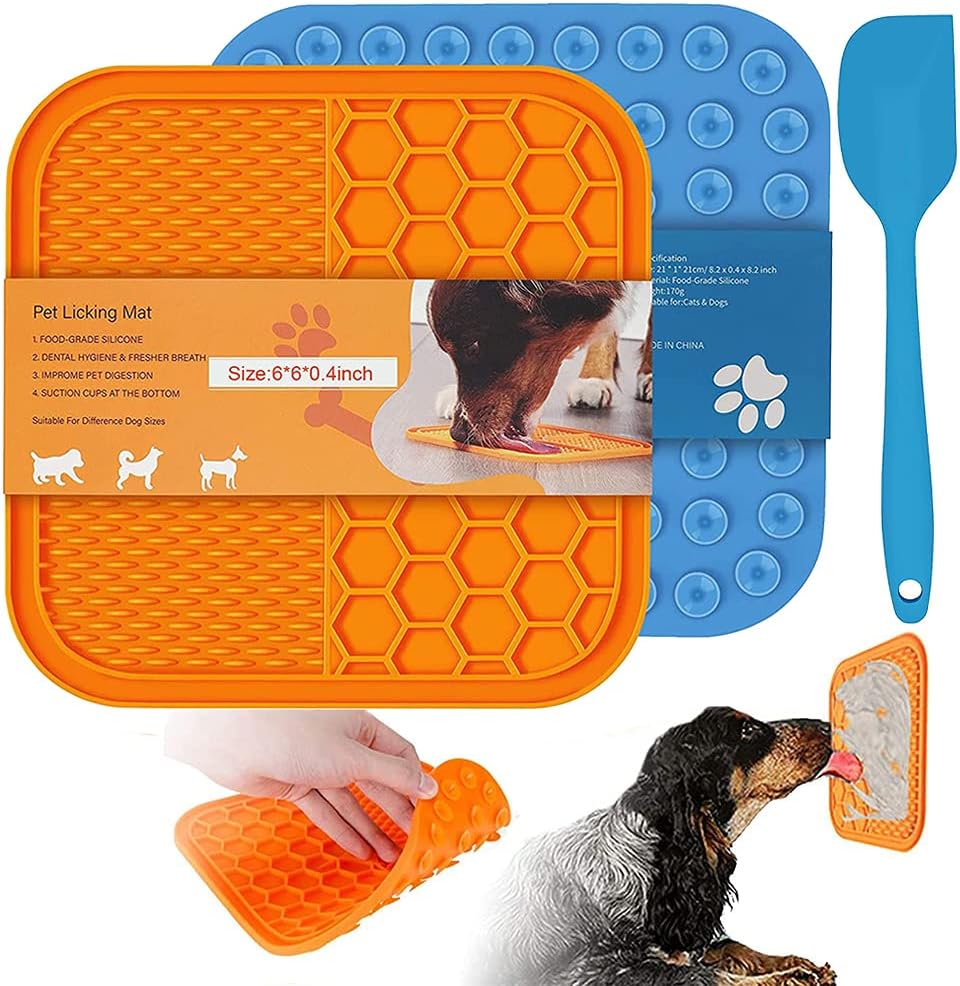 Pet Licking Mat
1. FOOD-GRADE SILICONE
2. DENTAL HYGIENE & FRESHER BREATH
3. IMPROME PET DIGESTION
4. SUCTION CUPS AT THE BOTTOM
Size:6*6*0.4inch
Suitable For Difference Dog Sizes
ecification
e: 21 * 1* 21cm/ 8.2 x 0.4 x 8.2 inch
erial: Food-Grade Silicone
ght:170g
able for:Cats & Dogs
DE IN CHINA